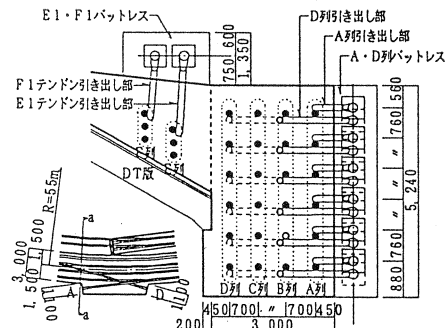 E1・F1バットレス
D列引き出し部
A列引き出し部
A・D列バットレス
F1テンドン引き出し部
E1テンドン引き出し部
750
600
1,350
560
760
〃
〃
〃
760
880
5,240
DT版
R=55m
a
a
3,000
1,500
1,500
A
D
D列
C列
B列
A列
450
700
〃
700
450
200
3,000